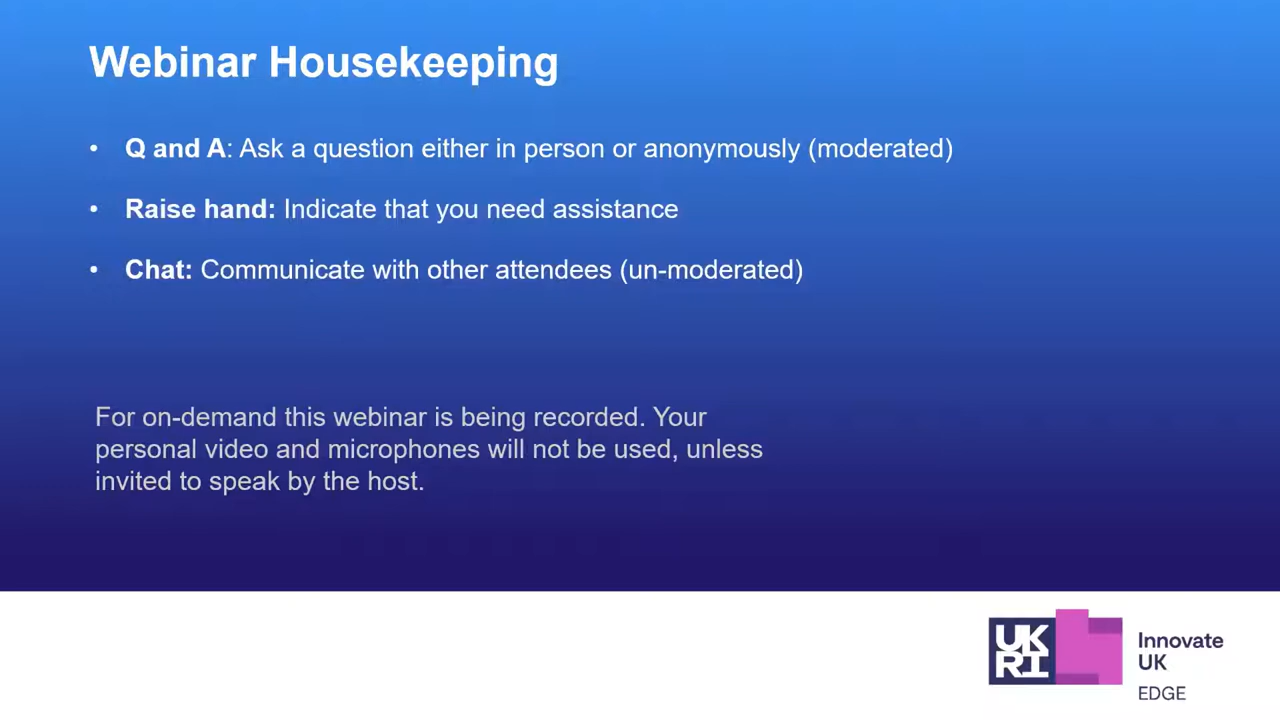 Webinar Housekeeping
• Q and A: Ask a question either in person or anonymously (moderated)
• Raise hand: Indicate that you need assistance
• Chat: Communicate with other attendees (un-moderated)
For on-demand this webinar is being recorded. Your
personal video and microphones will not be used, unless
invited to speak by the host.
UK
RI
Innovate
UK
EDGE